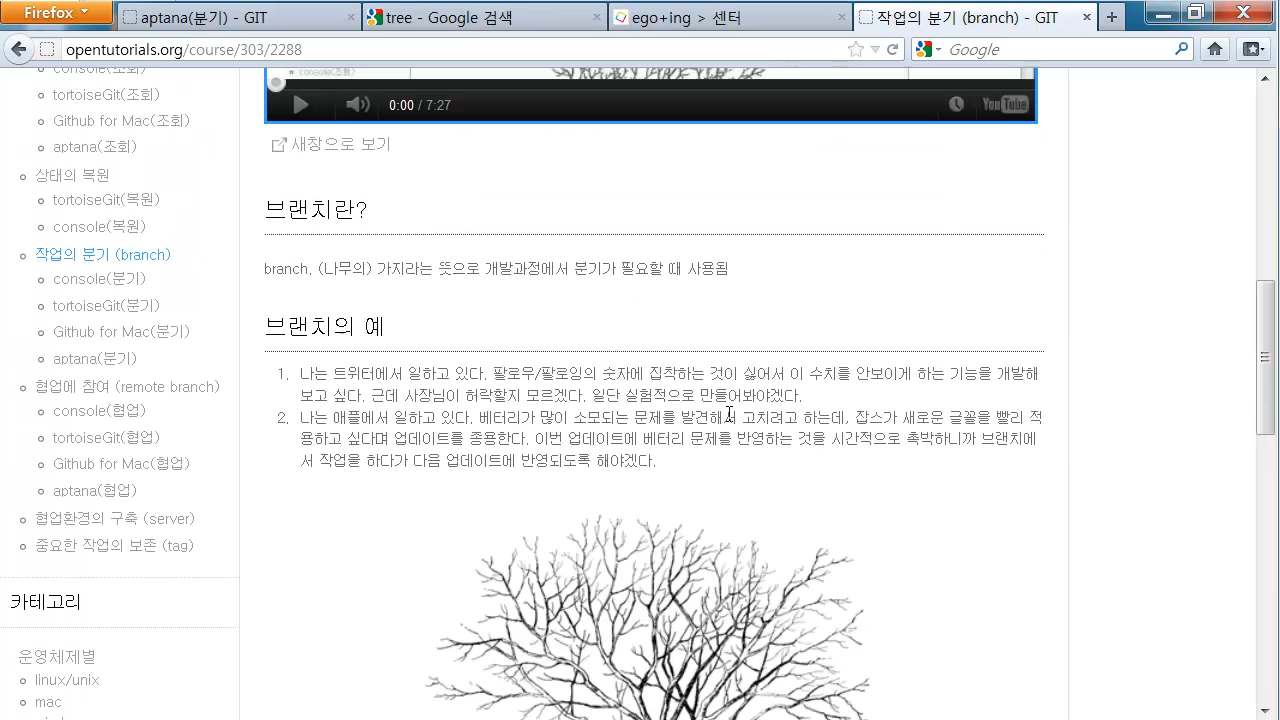 Firefox
aptana(분기) - GIT
tree - Google 검색
ego+ing > 센터
작업의 분기 (branch) - GIT
opentutorials.org/course/303/2288
Google
console(조회)
tortoiseGit(조회)
Github for Mac(조회)
aptana(조회)
상태의 복원
tortoiseGit(복원)
console(복원)
작업의 분기 (branch)
console(분기)
tortoiseGit(분기)
Github for Mac(분기)
aptana(분기)
협업에 참여 (remote branch)
console(협업)
tortoiseGit(협업)
Github for Mac(협업)
aptana(협업)
협업환경의 구축 (server)
중요한 작업의 보존 (tag)
카테고리
운영체제별
linux/unix
mac
console(조회)
0:00 / 7:27
YouTube
새창으로 보기
브랜치란?
branch. (나무의) 가지라는 뜻으로 개발과정에서 분기가 필요할 때 사용됨
브랜치의 예
1. 나는 트위터에서 일하고 있다. 팔로우/팔로잉의 숫자에 집착하는 것이 싫어서 이 수치를 안보이게 하는 기능을 개발해
보고 싶다. 근데 사장님이 허락할지 모르겠다. 일단 실험적으로 만들어봐야겠다.
2. 나는 애플에서 일하고 있다. 베터리가 많이 소모되는 문제를 발견해서 고치려고 하는데, 잡스가 새로운 글꼴을 빨리 적
용하고 싶다며 업데이트를 종용한다. 이번 업데이트에 베터리 문제를 반영하는 것을 시간적으로 촉박하니까 브랜치에
서 작업을 하다가 다음 업데이트에 반영되도록 해야겠다.